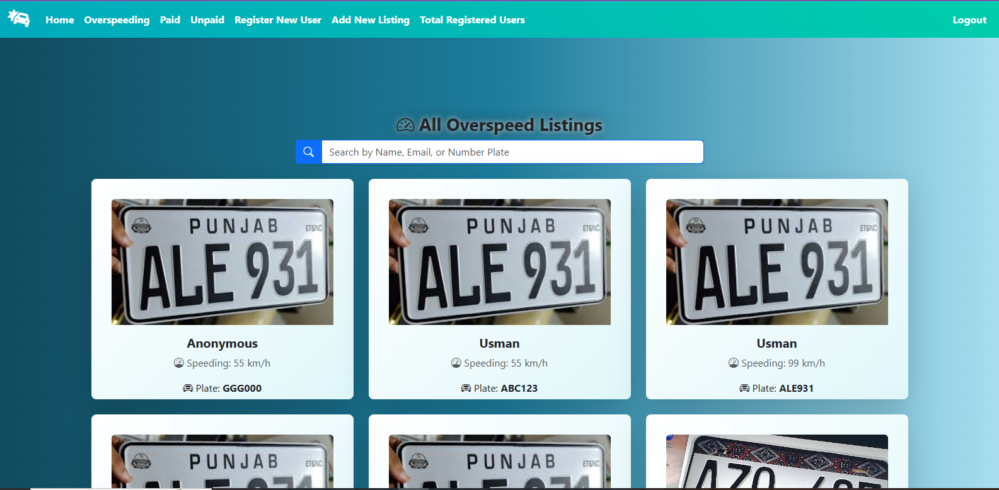 Home Overspeeding Paid Unpaid Register New User Add New Listing Total Registered Users Logout
All Overspeed Listings
Search by Name, Email, or Number Plate
PUNJAB
ET&NC
ALE 931
PUNJAB
ET&NC
ALE 931
PUNJAB
ET&NC
ALE 931
Anonymous
Speeding: 55 km/h
Plate: GGG000
Usman
Speeding: 55 km/h
Plate: ABC123
Usman
Speeding: 99 km/h
Plate: ALE931
PUNJAB
ET&NC
PUNJAB
ET&NC